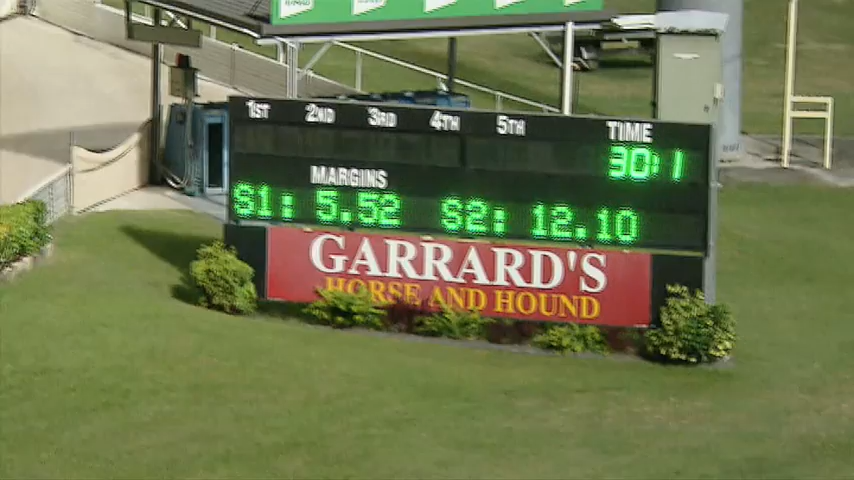 1ST 2ND 3RD 4TH 5TH TIME
30:1
MARGINS
S1: 5.52 S2: 12.10
GARRARD'S
HORSE AND HOUND